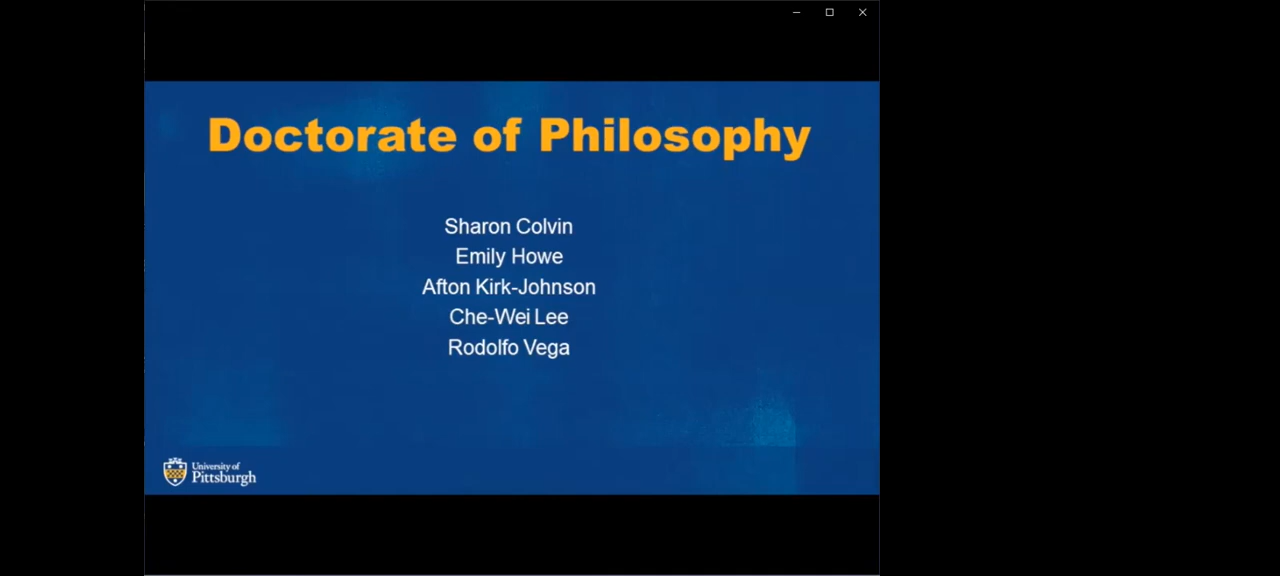 Doctorate of Philosophy
Sharon Colvin
Emily Howe
Afton Kirk-Johnson
Che-Wei Lee
Rodolfo Vega
University of
Pittsburgh